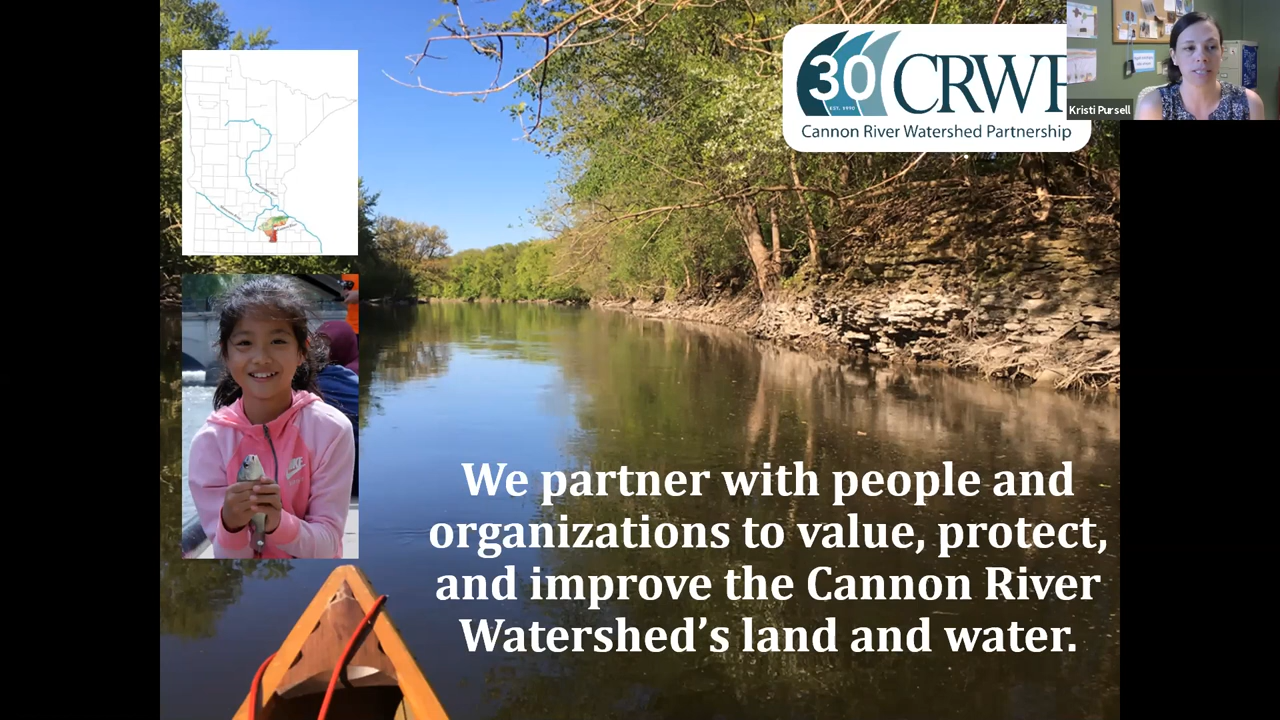 30
EST. 1990
CRWP
Cannon River Watershed Partnership
Kristi Pursell
NIKE
We partner with people and
organizations to value, protect,
and improve the Cannon River
Watershed’s land and water.